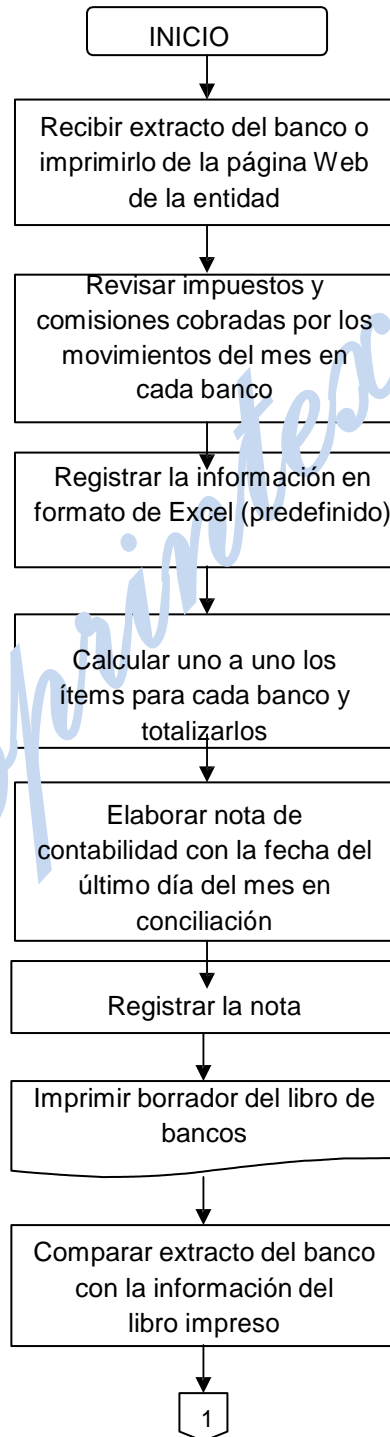 INICIO
Recibir extracto del banco o
imprimirlo de la página Web
de la entidad
Revisar impuestos y
comisiones cobradas por los
movimientos del mes en
cada banco
Registrar la información en
formato de Excel (predefinido)
Calcular uno a uno los
ítems para cada banco y
totalizarlos
Elaborar nota de
contabilidad con la fecha del
último día del mes en
conciliación
Registrar la nota
Imprimir borrador del libro de
bancos
Comparar extracto del banco
con la información del
libro impreso
1